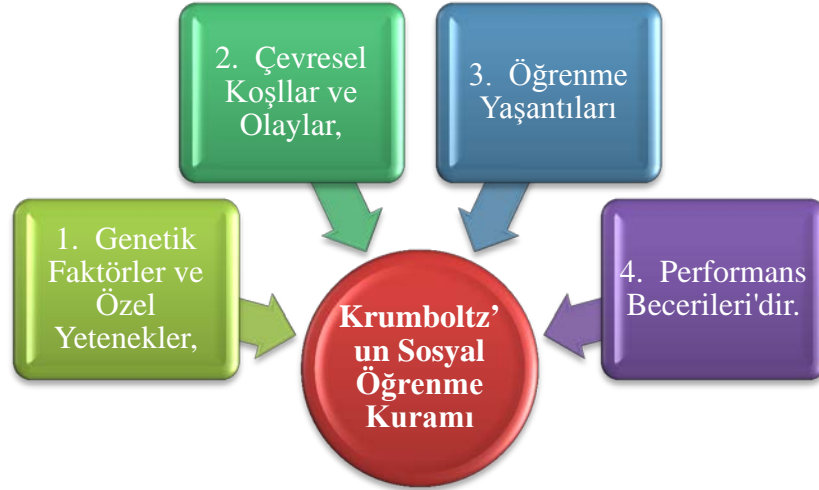 1. Genetik
Faktörler ve
Özel
Yetenekler,
2. Çevresel
Koşllar ve
Olaylar,
3. Öğrenme
Yaşantıları
4. Performans
Becerileri'dir.
Krumboltz’
un Sosyal
Öğrenme
Kuramı